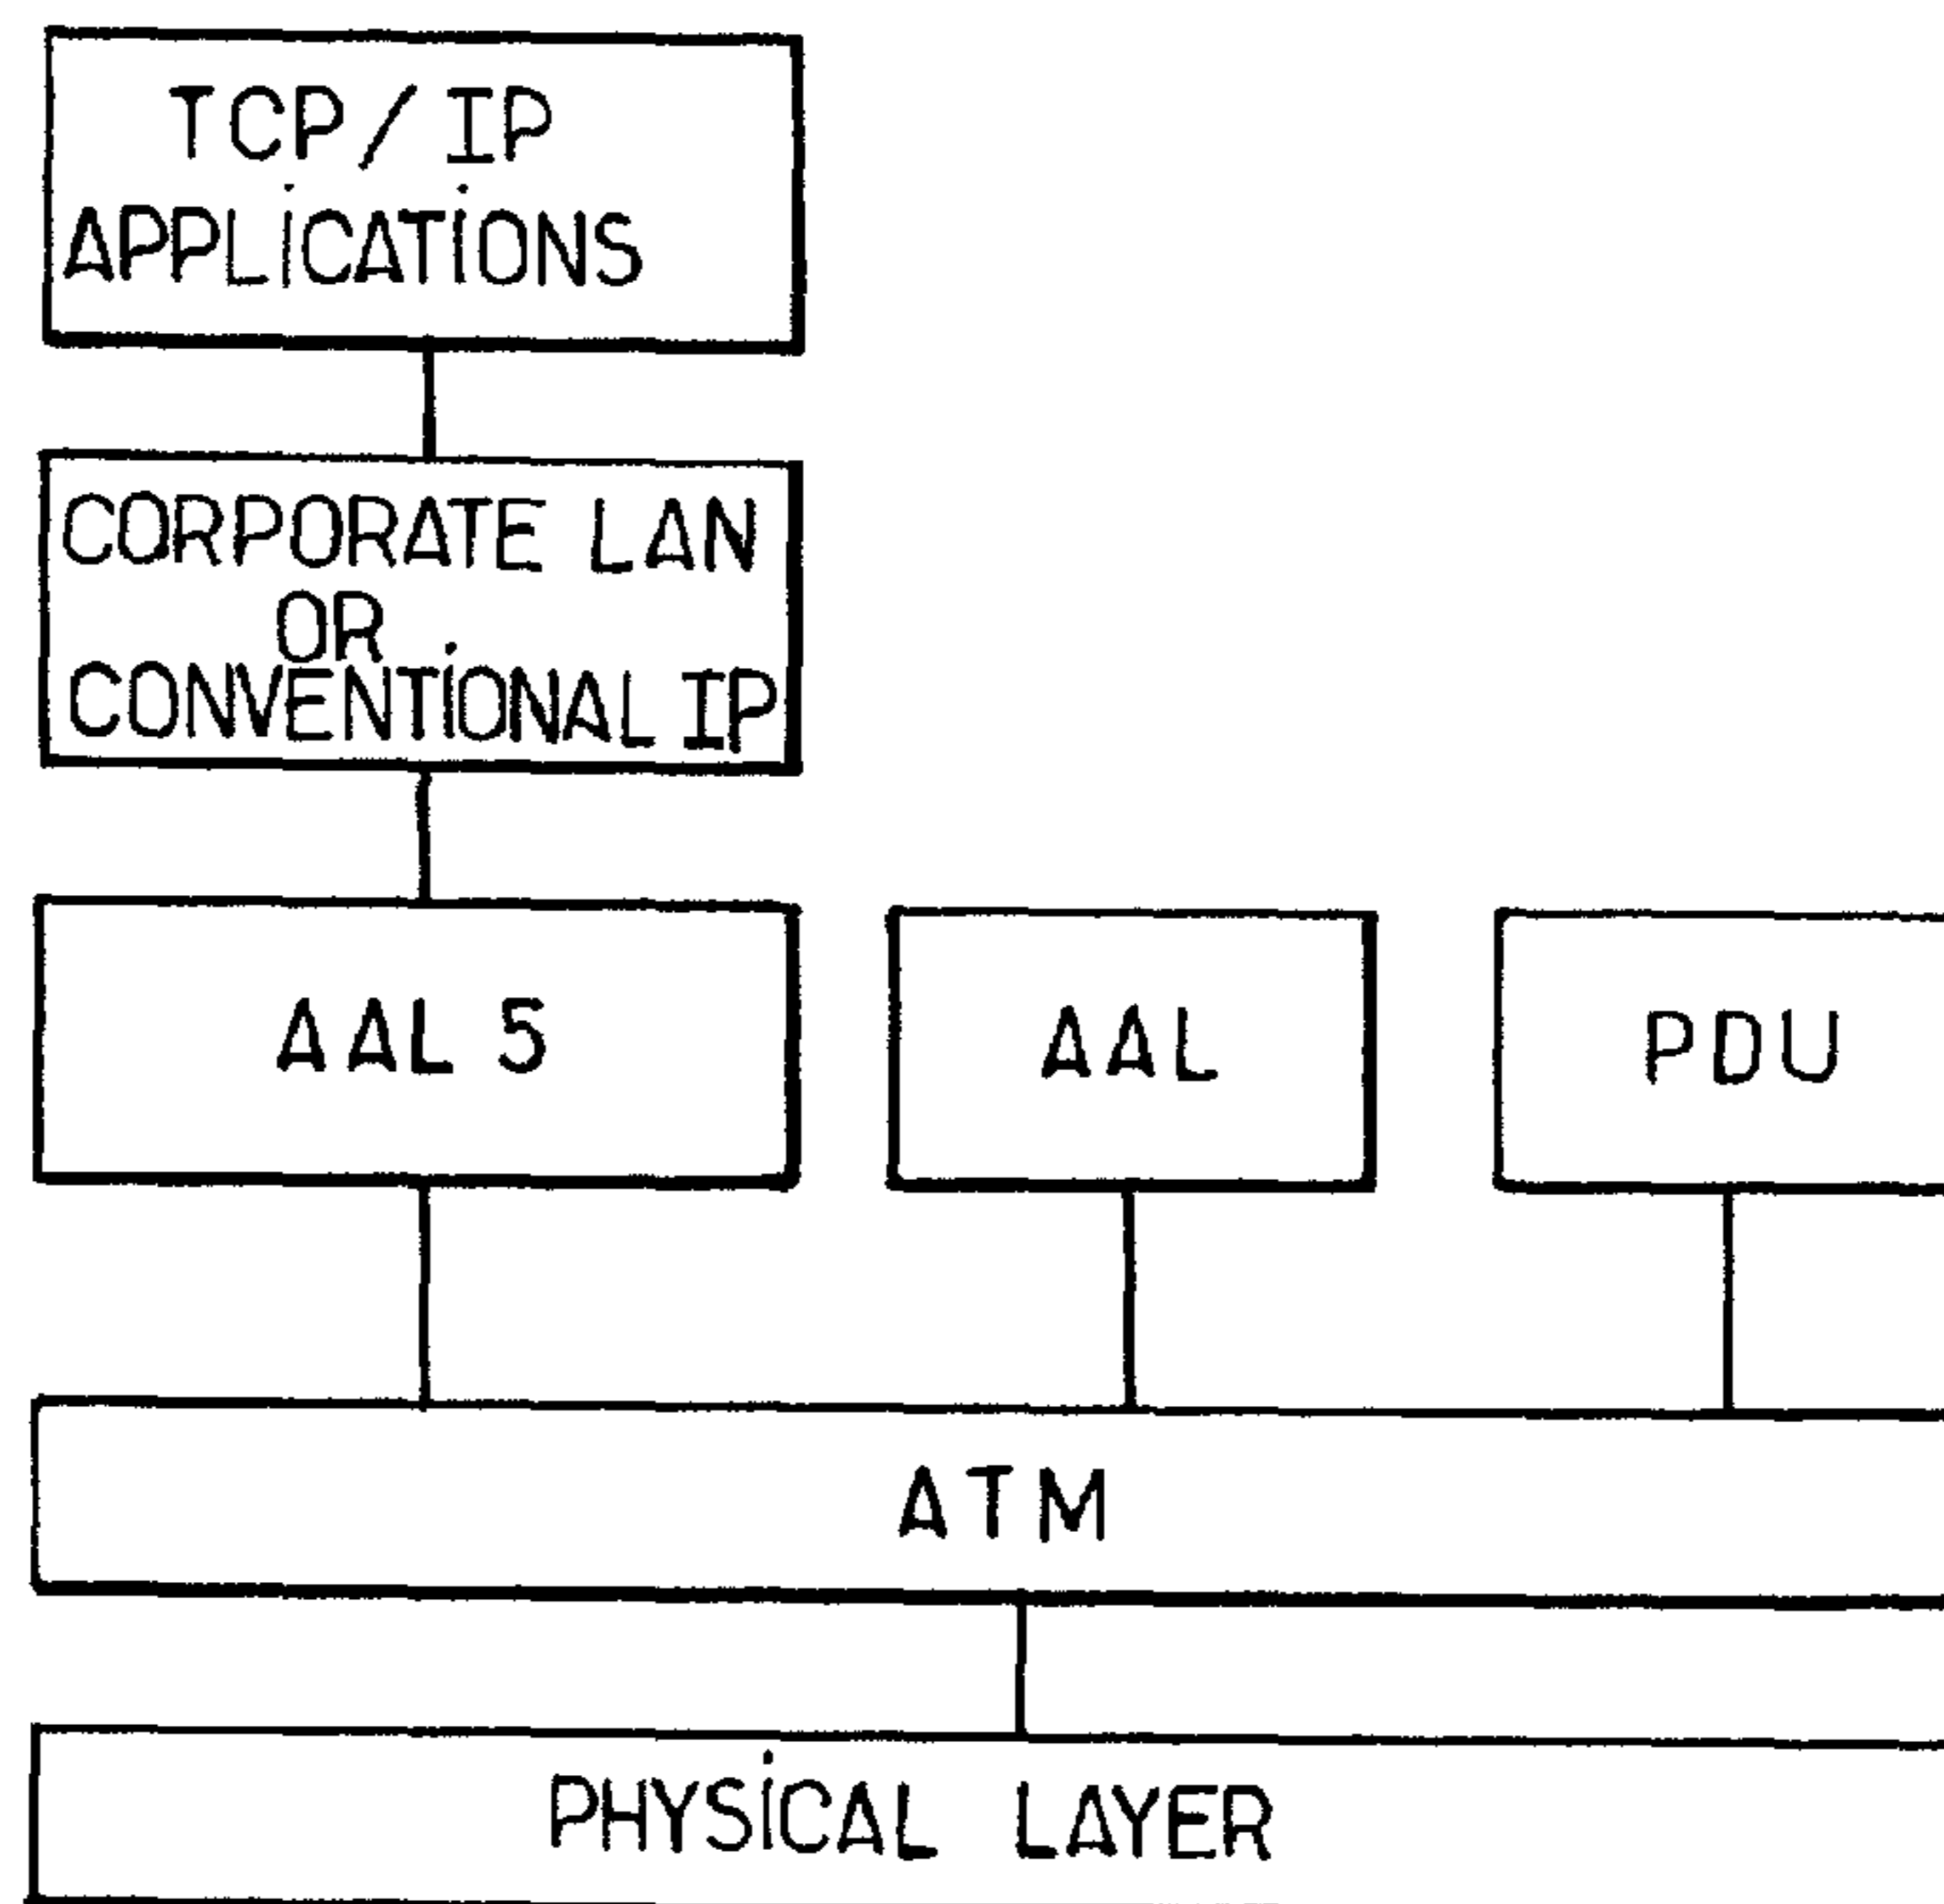 TCP/IP
APPLiCATiONS
CORPORATE LAN
OR
CONVENTiONAL IP
AAL 5
AAL
PDU
ATM
PHYSiCAL LAYER